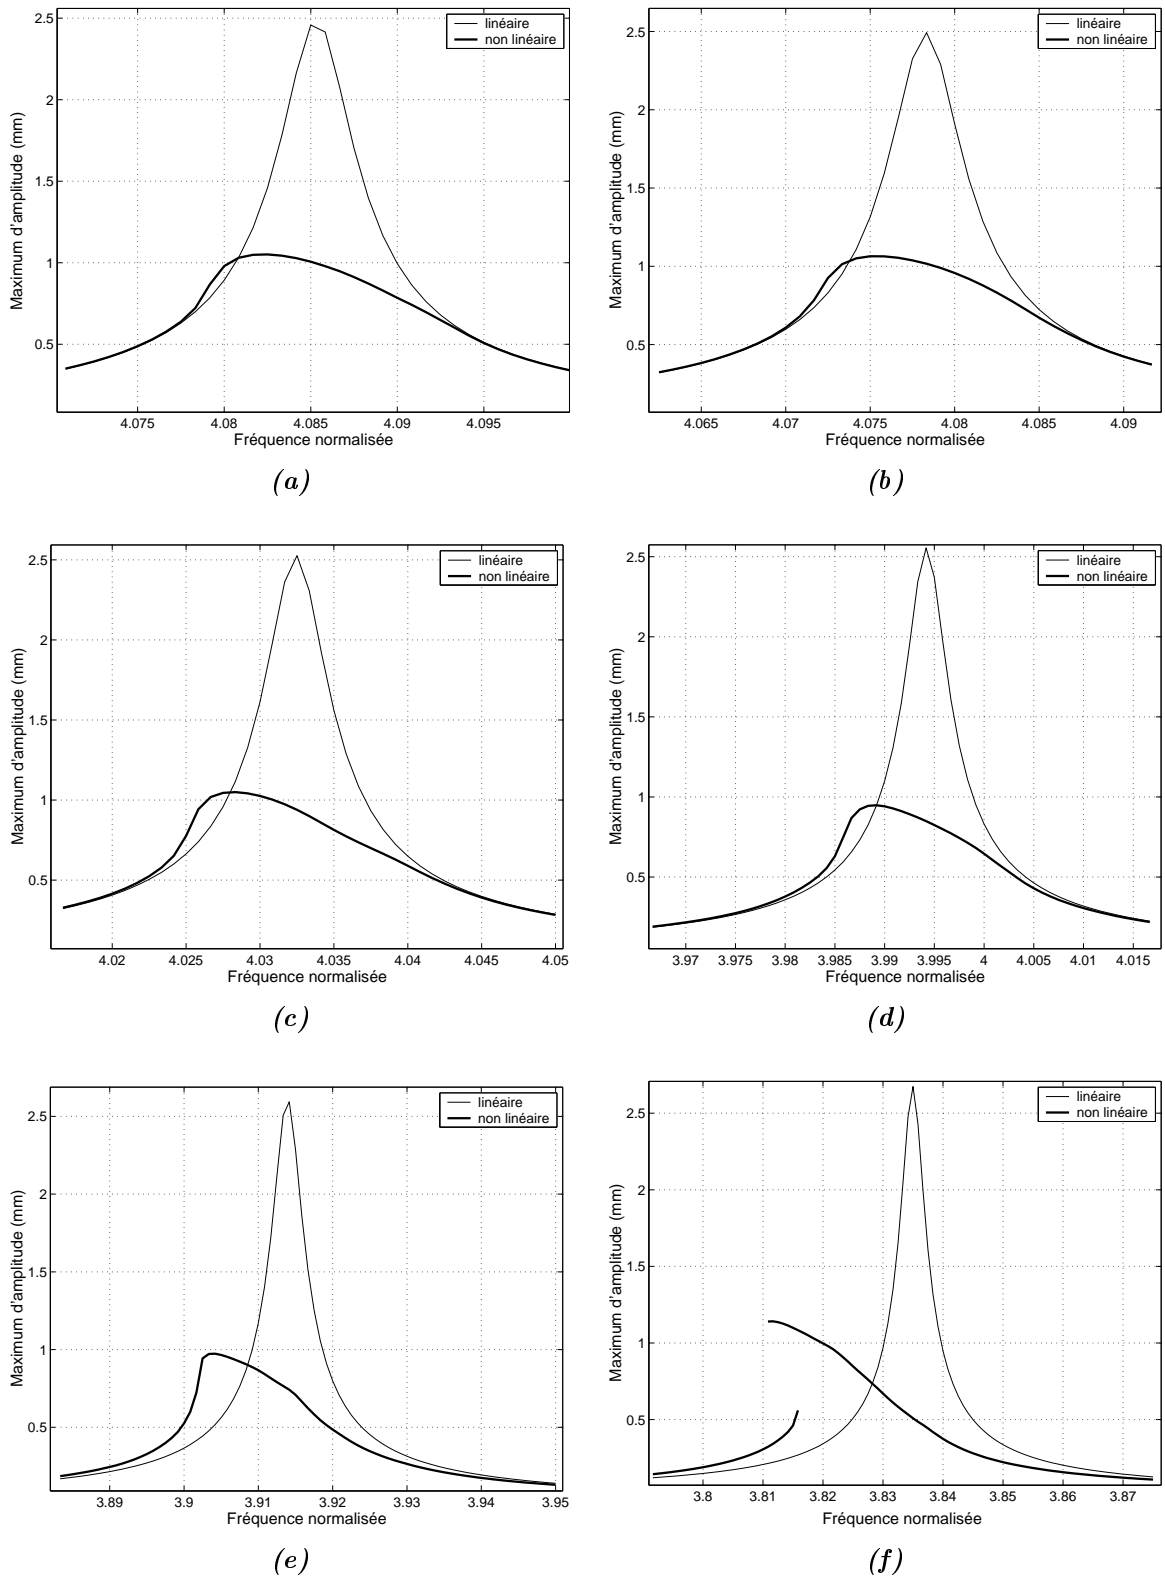 2.5
2
1.5
1
0.5
Maximum d'amplitude (mm)
linéaire
non linéaire
4.075 4.08 4.085 4.09 4.095
Fréquence normalisée
(a)
2.5
2
1.5
1
0.5
Maximum d'amplitude (mm)
linéaire
non linéaire
4.065 4.07 4.075 4.08 4.085 4.09
Fréquence normalisée
(b)
2.5
2
1.5
1
0.5
Maximum d'amplitude (mm)
linéaire
non linéaire
4.02 4.025 4.03 4.035 4.04 4.045 4.05
Fréquence normalisée
(c)
2.5
2
1.5
1
0.5
Maximum d'amplitude (mm)
linéaire
non linéaire
3.97 3.975 3.98 3.985 3.99 3.995 4 4.005 4.01 4.015
Fréquence normalisée
(d)
2.5
2
1.5
1
0.5
Maximum d'amplitude (mm)
linéaire
non linéaire
3.89 3.9 3.91 3.92 3.93 3.94 3.95
Fréquence normalisée
(e)
2.5
2
1.5
1
0.5
Maximum d'amplitude (mm)
linéaire
non linéaire
3.8 3.81 3.82 3.83 3.84 3.85 3.86 3.87
Fréquence normalisée
(f)